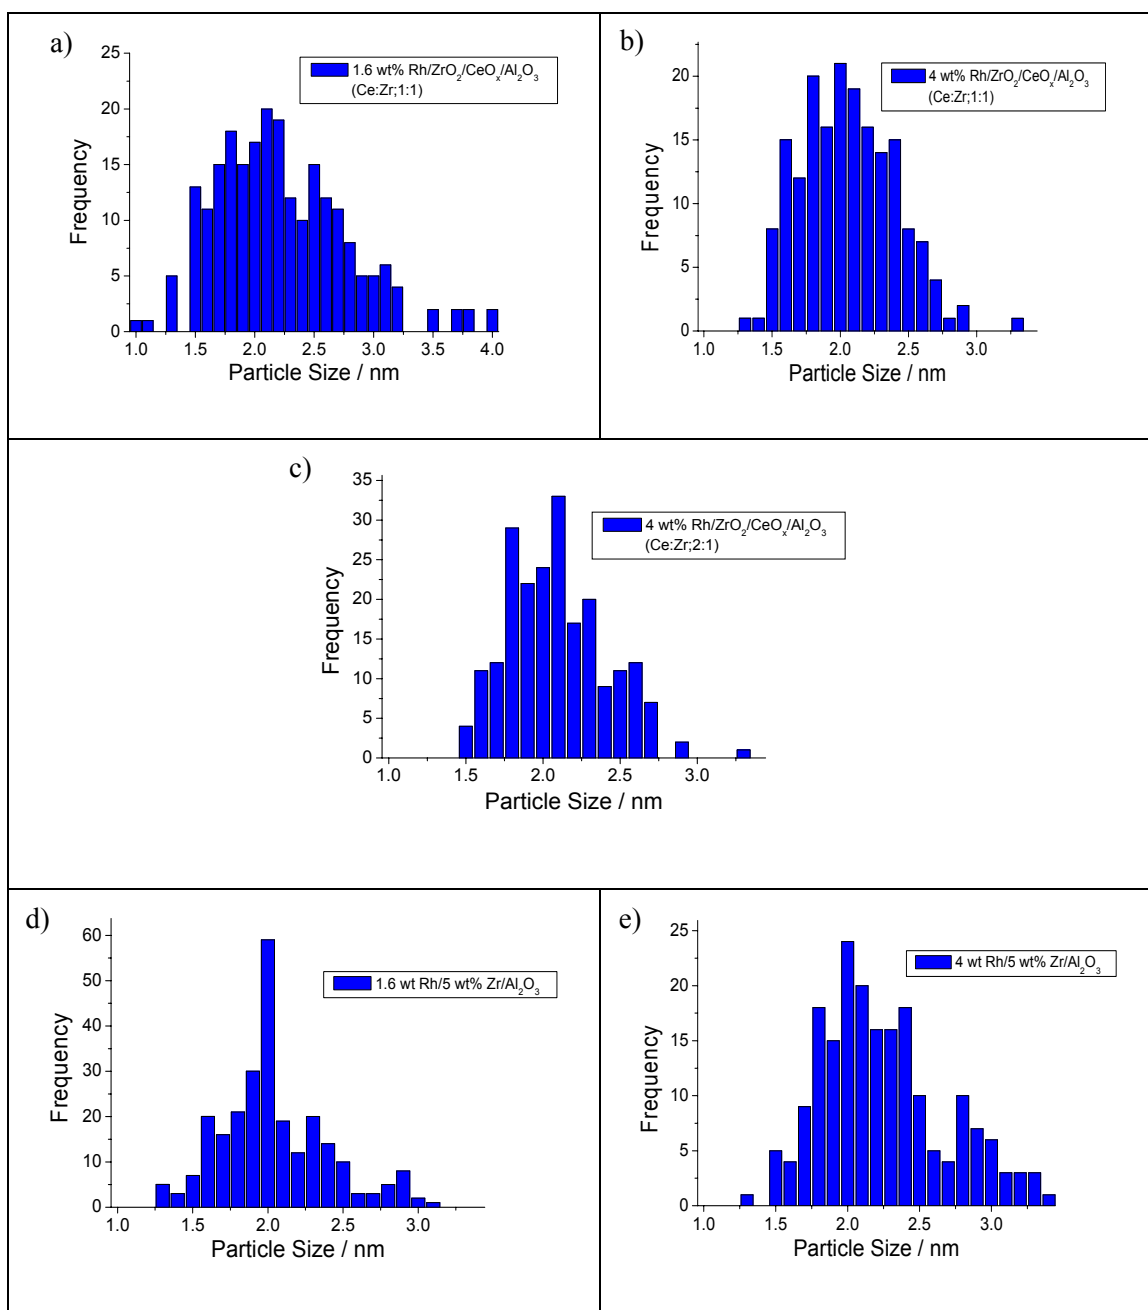 a)
25
20
15
10
5
0
Frequency
1.0 1.5 2.0 2.5 3.0 3.5 4.0
Particle Size / nm
1.6 wt% Rh/ZrO₂/CeOₓ/Al₂O₃
(Ce:Zr;1:1)
b)
20
15
10
5
0
Frequency
1.0 1.5 2.0 2.5 3.0
Particle Size / nm
4 wt% Rh/ZrO₂/CeOₓ/Al₂O₃
(Ce:Zr;1:1)
c)
35
30
25
20
15
10
5
0
Frequency
1.0 1.5 2.0 2.5 3.0
Particle Size / nm
4 wt% Rh/ZrO₂/CeOₓ/Al₂O₃
(Ce:Zr;2:1)
d)
60
50
40
30
20
10
0
Frequency
1.0 1.5 2.0 2.5 3.0
Particle Size / nm
1.6 wt Rh/5 wt% Zr/Al₂O₃
e)
25
20
15
10
5
0
Frequency
1.0 1.5 2.0 2.5 3.0
Particle Size / nm
4 wt Rh/5 wt% Zr/Al₂O₃